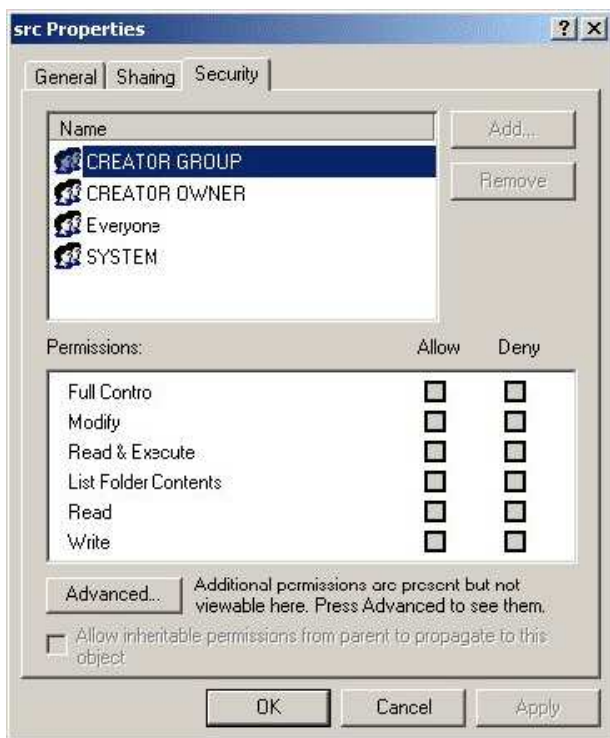 src Properties
General Sharing Security
Name
Add...
CREATOR GROUP
Remove
CREATOR OWNER
Everyone
SYSTEM
Permissions: Allow Deny
Full Contro
Modify
Read & Execute
List Folder Contents
Read
Write
Advanced... Additional permissions are present but not
viewable here. Press Advanced to see them.
Allow inheritable permissions from parent to propagate to this
object
OK Cancel Apply